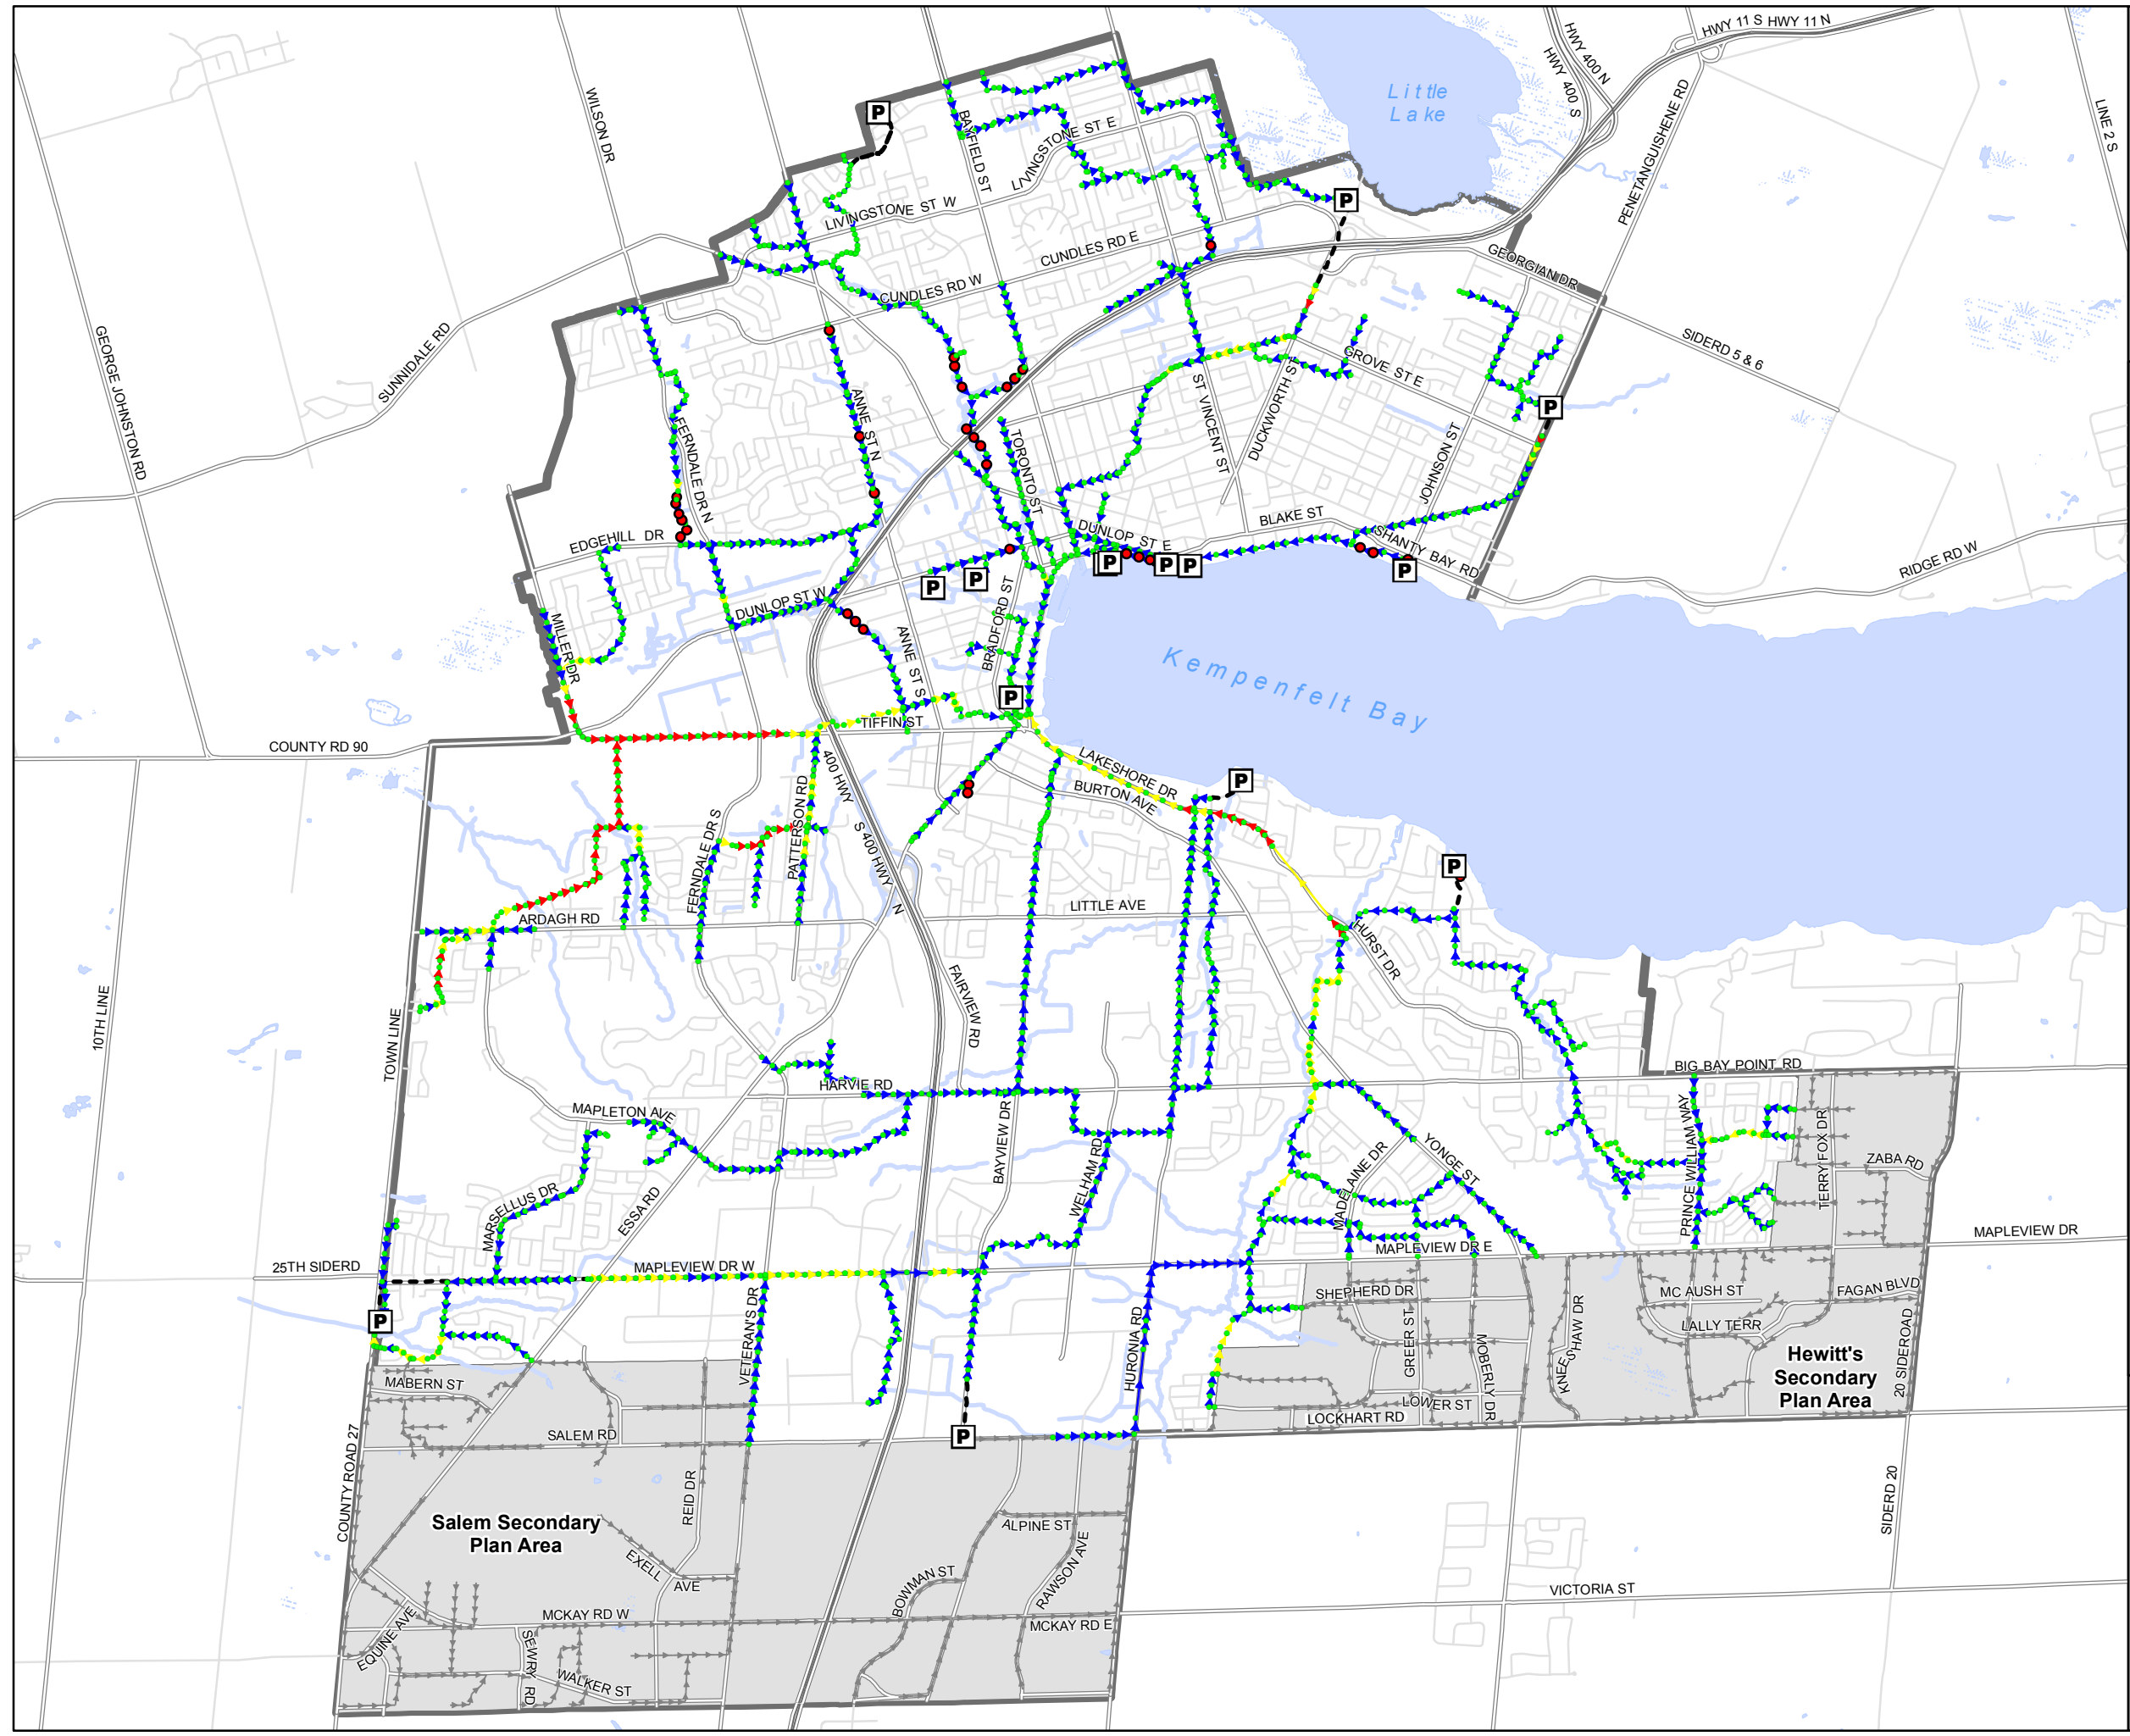 HWY 11 S
HWY 11 N
HWY 400 N
HWY 400 S
Little
Lake
PENETANGUISHENE RD
LINE 2 S
WILSON DR
P
BAYFIELD ST
LIVINGSTONE ST E
LIVINGSTONE ST W
P
CUNDLES RD E
CUNDLES RD W
GEORGIAN DR
SIDERD 5 & 6
SUNNIDALE RD
GEORGE JOHNSTON RD
ANNE ST N
FERNDALE DR N
TORONTO ST
ST VINCENT ST
DUCKWORTH ST
GROVE ST E
JOHNSON ST
P
EDGEHILL DR
DUNLOP ST E
BLAKE ST
SHANTY BAY RD
RIDGE RD W
P
P
P
P
P
P
DUNLOP ST W
MILLER DR
ANNE ST S
BRADFORD ST
P
Kempenfelt Bay
TIFFIN ST
COUNTY RD 90
LAKESHORE DR
BURTON AVE
P
400 HWY
S 400 HWY
N
PATTERSON RD
FERNDALE DR S
P
ARDAGH RD
LITTLE AVE
HURST DR
FAIRVIEW RD
10TH LINE
TOWN LINE
HARVIE RD
BIG BAY POINT RD
MAPLETON AVE
BAYVIEW DR
WELHAM RD
MADELAINE DR
YONGE ST
PRINCE WILLIAM WAY
TERRY FOX DR
ZABA RD
MARSELLUS DR
ESSA RD
MAPLEVIEW DR
MAPLEVIEW DR E
25TH SIDERD
MAPLEVIEW DR W
P
VETERAN'S DR
HURONIA RD
SHEPHERD DR
GREER ST
MOBERLY DR
KNEESHAW DR
MC AUSH ST
FAGAN BLVD
LALLY TERR
20 SIDEROAD
Hewitt's
Secondary
Plan Area
MABERN ST
LOWER ST
LOCKHART RD
SALEM RD
P
COUNTY ROAD 27
REID DR
Salem Secondary
Plan Area
ALPINE ST
RAWSON AVE
BOWMAN ST
EXELL AVE
SIDERD 20
VICTORIA ST
MCKAY RD W
MCKAY RD E
EQUINE AVE
SEWRY RD
WALKER ST